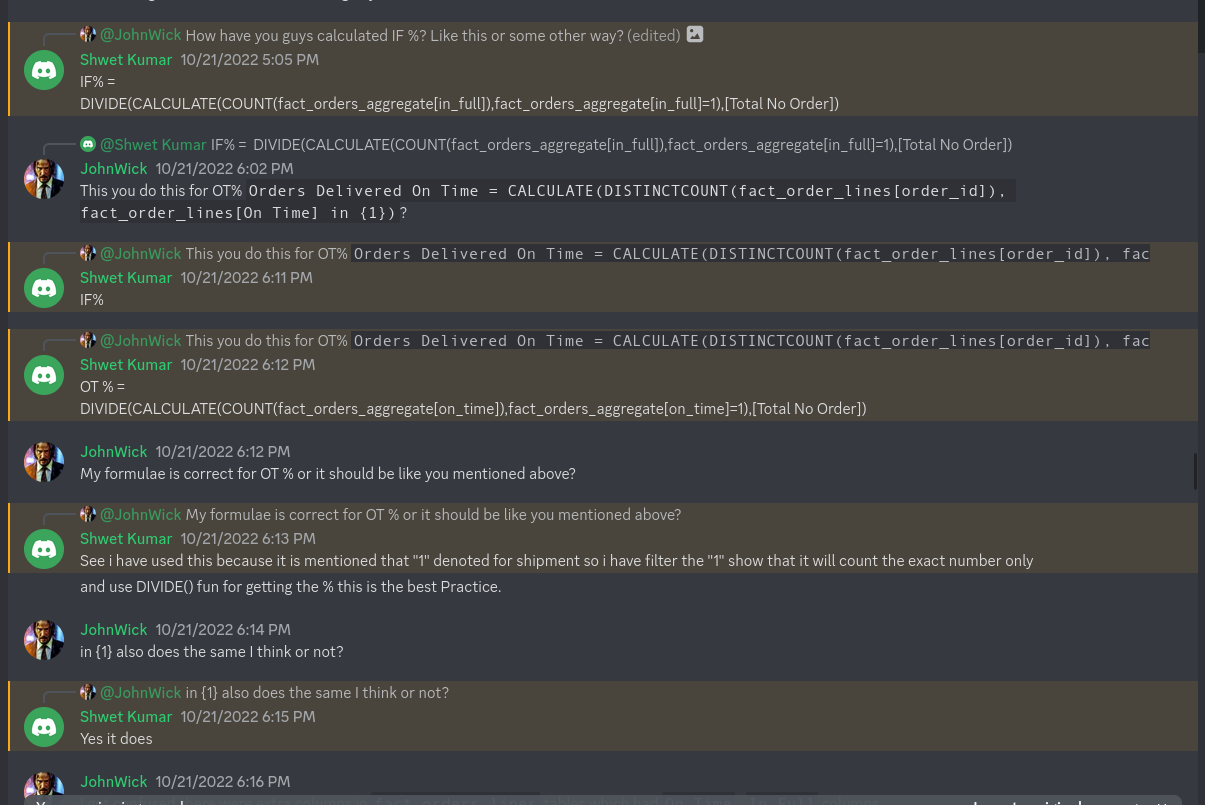 @JohnWick How have you guys calculated IF %? Like this or some other way? (edited)
Shwet Kumar 10/21/2022 5:05 PM
IF% =
DIVIDE(CALCULATE(COUNT(fact_orders_aggregate[in_full]),fact_orders_aggregate[in_full]=1),[Total No Order])
@Shwet Kumar IF% = DIVIDE(CALCULATE(COUNT(fact_orders_aggregate[in_full]),fact_orders_aggregate[in_full]=1),[Total No Order])
JohnWick 10/21/2022 6:02 PM
This you do this for OT% Orders Delivered On Time = CALCULATE(DISTINCTCOUNT(fact_order_lines[order_id]),
fact_order_lines[On Time] in {1})?
@JohnWick This you do this for OT% Orders Delivered On Time = CALCULATE(DISTINCTCOUNT(fact_order_lines[order_id]), fac
Shwet Kumar 10/21/2022 6:11 PM
IF%
@JohnWick This you do this for OT% Orders Delivered On Time = CALCULATE(DISTINCTCOUNT(fact_order_lines[order_id]), fac
Shwet Kumar 10/21/2022 6:12 PM
OT % =
DIVIDE(CALCULATE(COUNT(fact_orders_aggregate[on_time]),fact_orders_aggregate[on_time]=1),[Total No Order])
JohnWick 10/21/2022 6:12 PM
My formulae is correct for OT % or it should be like you mentioned above?
@JohnWick My formulae is correct for OT % or it should be like you mentioned above?
Shwet Kumar 10/21/2022 6:13 PM
See i have used this because it is mentioned that "1" denoted for shipment so i have filter the "1" show that it will count the exact number only
and use DIVIDE() fun for getting the % this is the best Practice.
JohnWick 10/21/2022 6:14 PM
in {1} also does the same I think or not?
@JohnWick in {1} also does the same I think or not?
Shwet Kumar 10/21/2022 6:15 PM
Yes it does
JohnWick 10/21/2022 6:16 PM